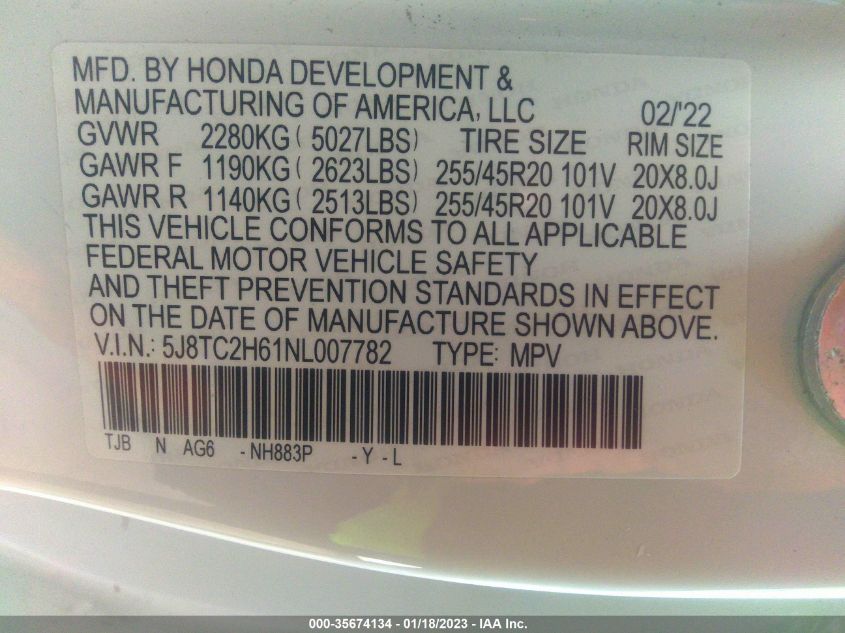 MFD. BY HONDA DEVELOPMENT &
MANUFACTURING OF AMERICA, LLC 02/'22
GVWR 2280KG ( 5027LBS) TIRE SIZE RIM SIZE
GAWR F 1190KG ( 2623LBS) 255/45R20 101V 20X8.0J
GAWR R 1140KG ( 2513LBS) 255/45R20 101V 20X8.0J
THIS VEHICLE CONFORMS TO ALL APPLICABLE
FEDERAL MOTOR VEHICLE SAFETY
AND THEFT PREVENTION STANDARDS IN EFFECT
ON THE DATE OF MANUFACTURE SHOWN ABOVE.
V.I.N.: 5J8TC2H61NL007782 TYPE: MPV
TJB N AG6 - NH883P - Y - L
000-35674134 - 01/18/2023 - IAA Inc.